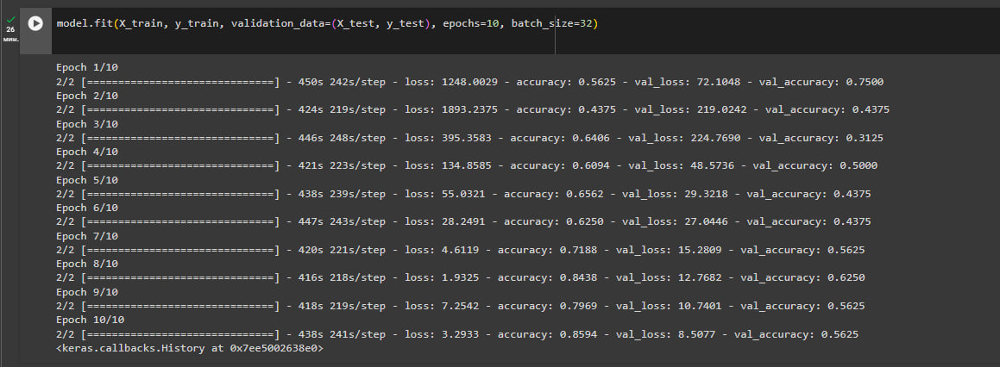 26
мин.
model.fit(X_train, y_train, validation_data=(X_test, y_test), epochs=10, batch_size=32)
Epoch 1/10
2/2 [==============================] - 450s 242s/step - loss: 1248.0029 - accuracy: 0.5625 - val_loss: 72.1048 - val_accuracy: 0.7500
Epoch 2/10
2/2 [==============================] - 424s 219s/step - loss: 1893.2375 - accuracy: 0.4375 - val_loss: 219.0242 - val_accuracy: 0.4375
Epoch 3/10
2/2 [==============================] - 446s 248s/step - loss: 395.3583 - accuracy: 0.6406 - val_loss: 224.7690 - val_accuracy: 0.3125
Epoch 4/10
2/2 [==============================] - 421s 223s/step - loss: 134.8585 - accuracy: 0.6094 - val_loss: 48.5736 - val_accuracy: 0.5000
Epoch 5/10
2/2 [==============================] - 438s 239s/step - loss: 55.0321 - accuracy: 0.6562 - val_loss: 29.3218 - val_accuracy: 0.4375
Epoch 6/10
2/2 [==============================] - 447s 243s/step - loss: 28.2491 - accuracy: 0.6250 - val_loss: 27.0446 - val_accuracy: 0.4375
Epoch 7/10
2/2 [==============================] - 420s 221s/step - loss: 4.6119 - accuracy: 0.7188 - val_loss: 15.2809 - val_accuracy: 0.5625
Epoch 8/10
2/2 [==============================] - 416s 218s/step - loss: 1.9325 - accuracy: 0.8438 - val_loss: 12.7682 - val_accuracy: 0.6250
Epoch 9/10
2/2 [==============================] - 418s 219s/step - loss: 7.2542 - accuracy: 0.7969 - val_loss: 10.7401 - val_accuracy: 0.5625
Epoch 10/10
2/2 [==============================] - 438s 241s/step - loss: 3.2933 - accuracy: 0.8594 - val_loss: 8.5077 - val_accuracy: 0.5625
<keras.callbacks.History at 0x7ee5002638e0>